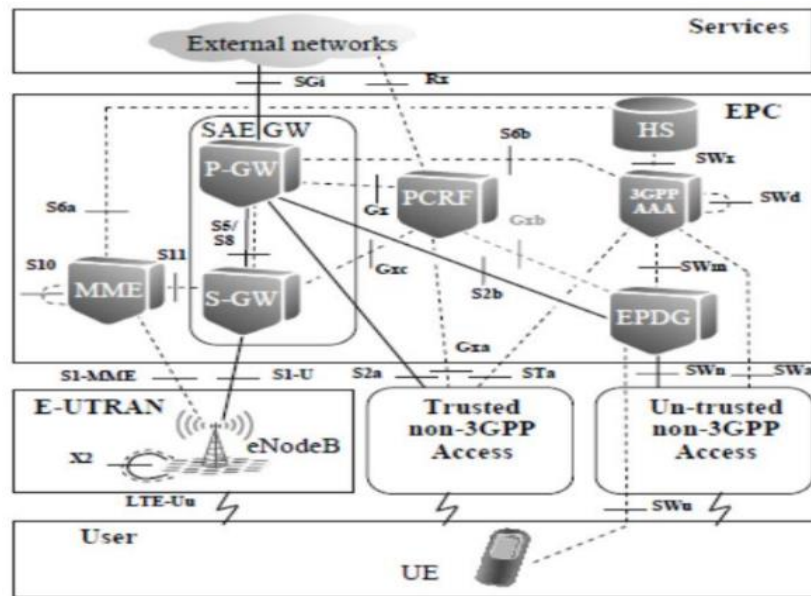 Services
External networks
SGi
Rx
EPC
SAE GW
HS
S6b
P-GW
SWx
PCRF
3GPP
AAA
SWd
Gx
S6a
S5/
S8
Gxb
S11
S10
Gxc
SWm
MME
S-GW
S2b
EPDG
Gxa
S1-MME
S1-U
S2a
STa
SWn
SWa
E-UTRAN
Trusted
non-3GPP
Access
Un-trusted
non-3GPP
Access
eNodeB
X2
LTE-Uu
SWu
User
UE